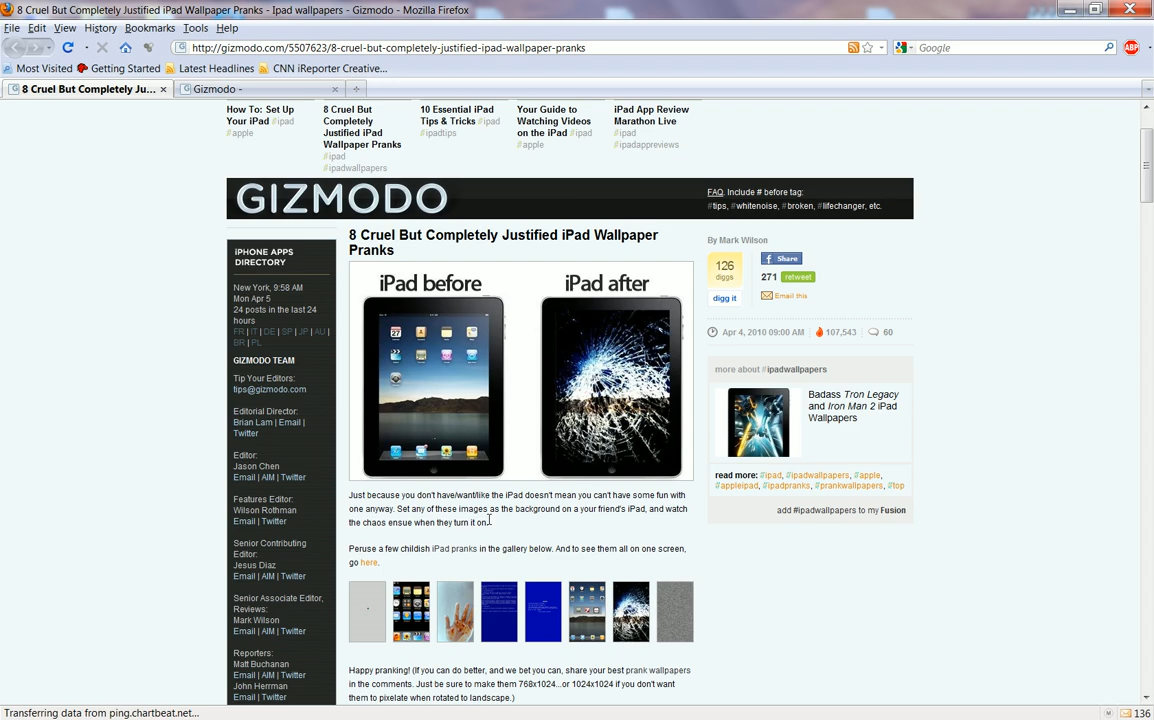 8 Cruel But Completely Justified iPad Wallpaper Pranks - Ipad wallpapers - Gizmodo - Mozilla Firefox
File Edit View History Bookmarks Tools Help
http://gizmodo.com/5507623/8-cruel-but-completely-justified-ipad-wallpaper-pranks
Google
ABP
Most Visited Getting Started Latest Headlines CNN iReporter Creative...
8 Cruel But Completely Ju... Gizmodo -
How To: Set Up
Your iPad #ipad
#apple
8 Cruel But
Completely
Justified iPad
Wallpaper Pranks
#ipad
#ipadwallpapers
10 Essential iPad
Tips & Tricks #ipad
#ipadtips
Your Guide to
Watching Videos
on the iPad #ipad
#apple
iPad App Review
Marathon Live
#ipad
#ipadappreviews
GIZMODO
FAQ. Include # before tag:
#tips, #whitenoise, #broken, #lifechanger, etc.
iPHONE APPS
DIRECTORY
New York, 9:58 AM
Mon Apr 5
24 posts in the last 24
hours
FR | IT | DE | SP | JP | AU |
BR | PL
GIZMODO TEAM
Tip Your Editors:
tips@gizmodo.com
Editorial Director:
Brian Lam | Email |
Twitter
Editor:
Jason Chen
Email | AIM | Twitter
Features Editor:
Wilson Rothman
Email | Twitter
Senior Contributing
Editor:
Jesus Diaz
Email | AIM | Twitter
Senior Associate Editor,
Reviews:
Mark Wilson
Email | AIM | Twitter
Reporters:
Matt Buchanan
Email | AIM | Twitter
John Herrman
Email | Twitter
8 Cruel But Completely Justified iPad Wallpaper
Pranks
iPad before iPad after
27
Just because you don't have/want/like the iPad doesn't mean you can't have some fun with
one anyway. Set any of these images as the background on a your friend's iPad, and watch
the chaos ensue when they turn it on.
Peruse a few childish iPad pranks in the gallery below. And to see them all on one screen,
go here.
Happy pranking! (If you can do better, and we bet you can, share your best prank wallpapers
in the comments. Just be sure to make them 768x1024...or 1024x1024 if you don't want
them to pixelate when rotated to landscape.)
By Mark Wilson
126
diggs
digg it
f Share
271 retweet
Email this
Apr 4, 2010 09:00 AM 107,543 60
more about #ipadwallpapers
Badass Tron Legacy
and Iron Man 2 iPad
Wallpapers
read more: #ipad, #ipadwallpapers, #apple,
#appleipad, #ipadpranks, #prankwallpapers, #top
add #ipadwallpapers to my Fusion
Transferring data from ping.chartbeat.net...
136